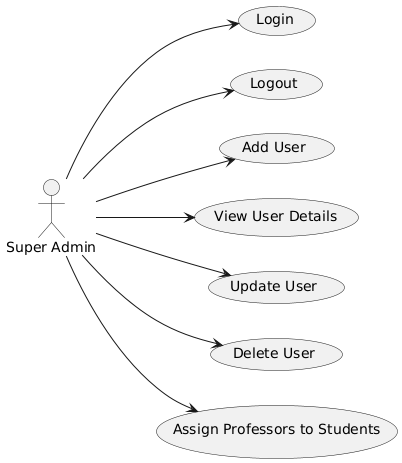 Login
Logout
Add User
View User Details
Super Admin
Update User
Delete User
Assign Professors to Students